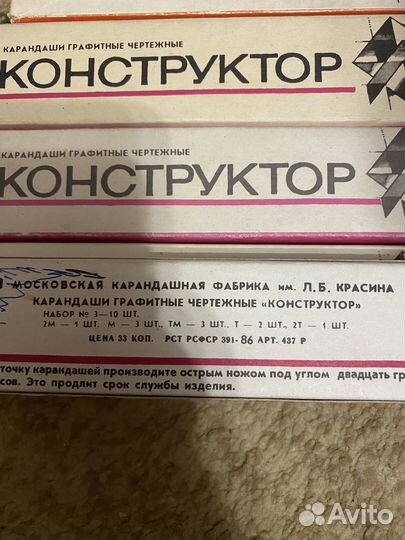 КАРАНДАШИ ГРАФИТНЫЕ ЧЕРТЕЖНЫЕ
КОНСТРУКТОР
КАРАНДАШИ ГРАФИТНЫЕ ЧЕРТЕЖНЫЕ
КОНСТРУКТОР
МОСКОВСКАЯ КАРАНДАШНАЯ ФАБРИКА им. Л. Б. КРАСИНА
КАРАНДАШИ ГРАФИТНЫЕ ЧЕРТЕЖНЫЕ «КОНСТРУКТОР»
НАБОР № 3—10 ШТ.
2М — 1 ШТ., М — 3 ШТ., ТМ — 3 ШТ., Т — 2 ШТ., 2Т — 1 ШТ.
ЦЕНА 33 КОП. РСТ РСФСР 391-86 АРТ. 437 Р
точку карандашей производите острым ножом под углом двадцать гр
сов. Это продлит срок службы изделия.
Avito